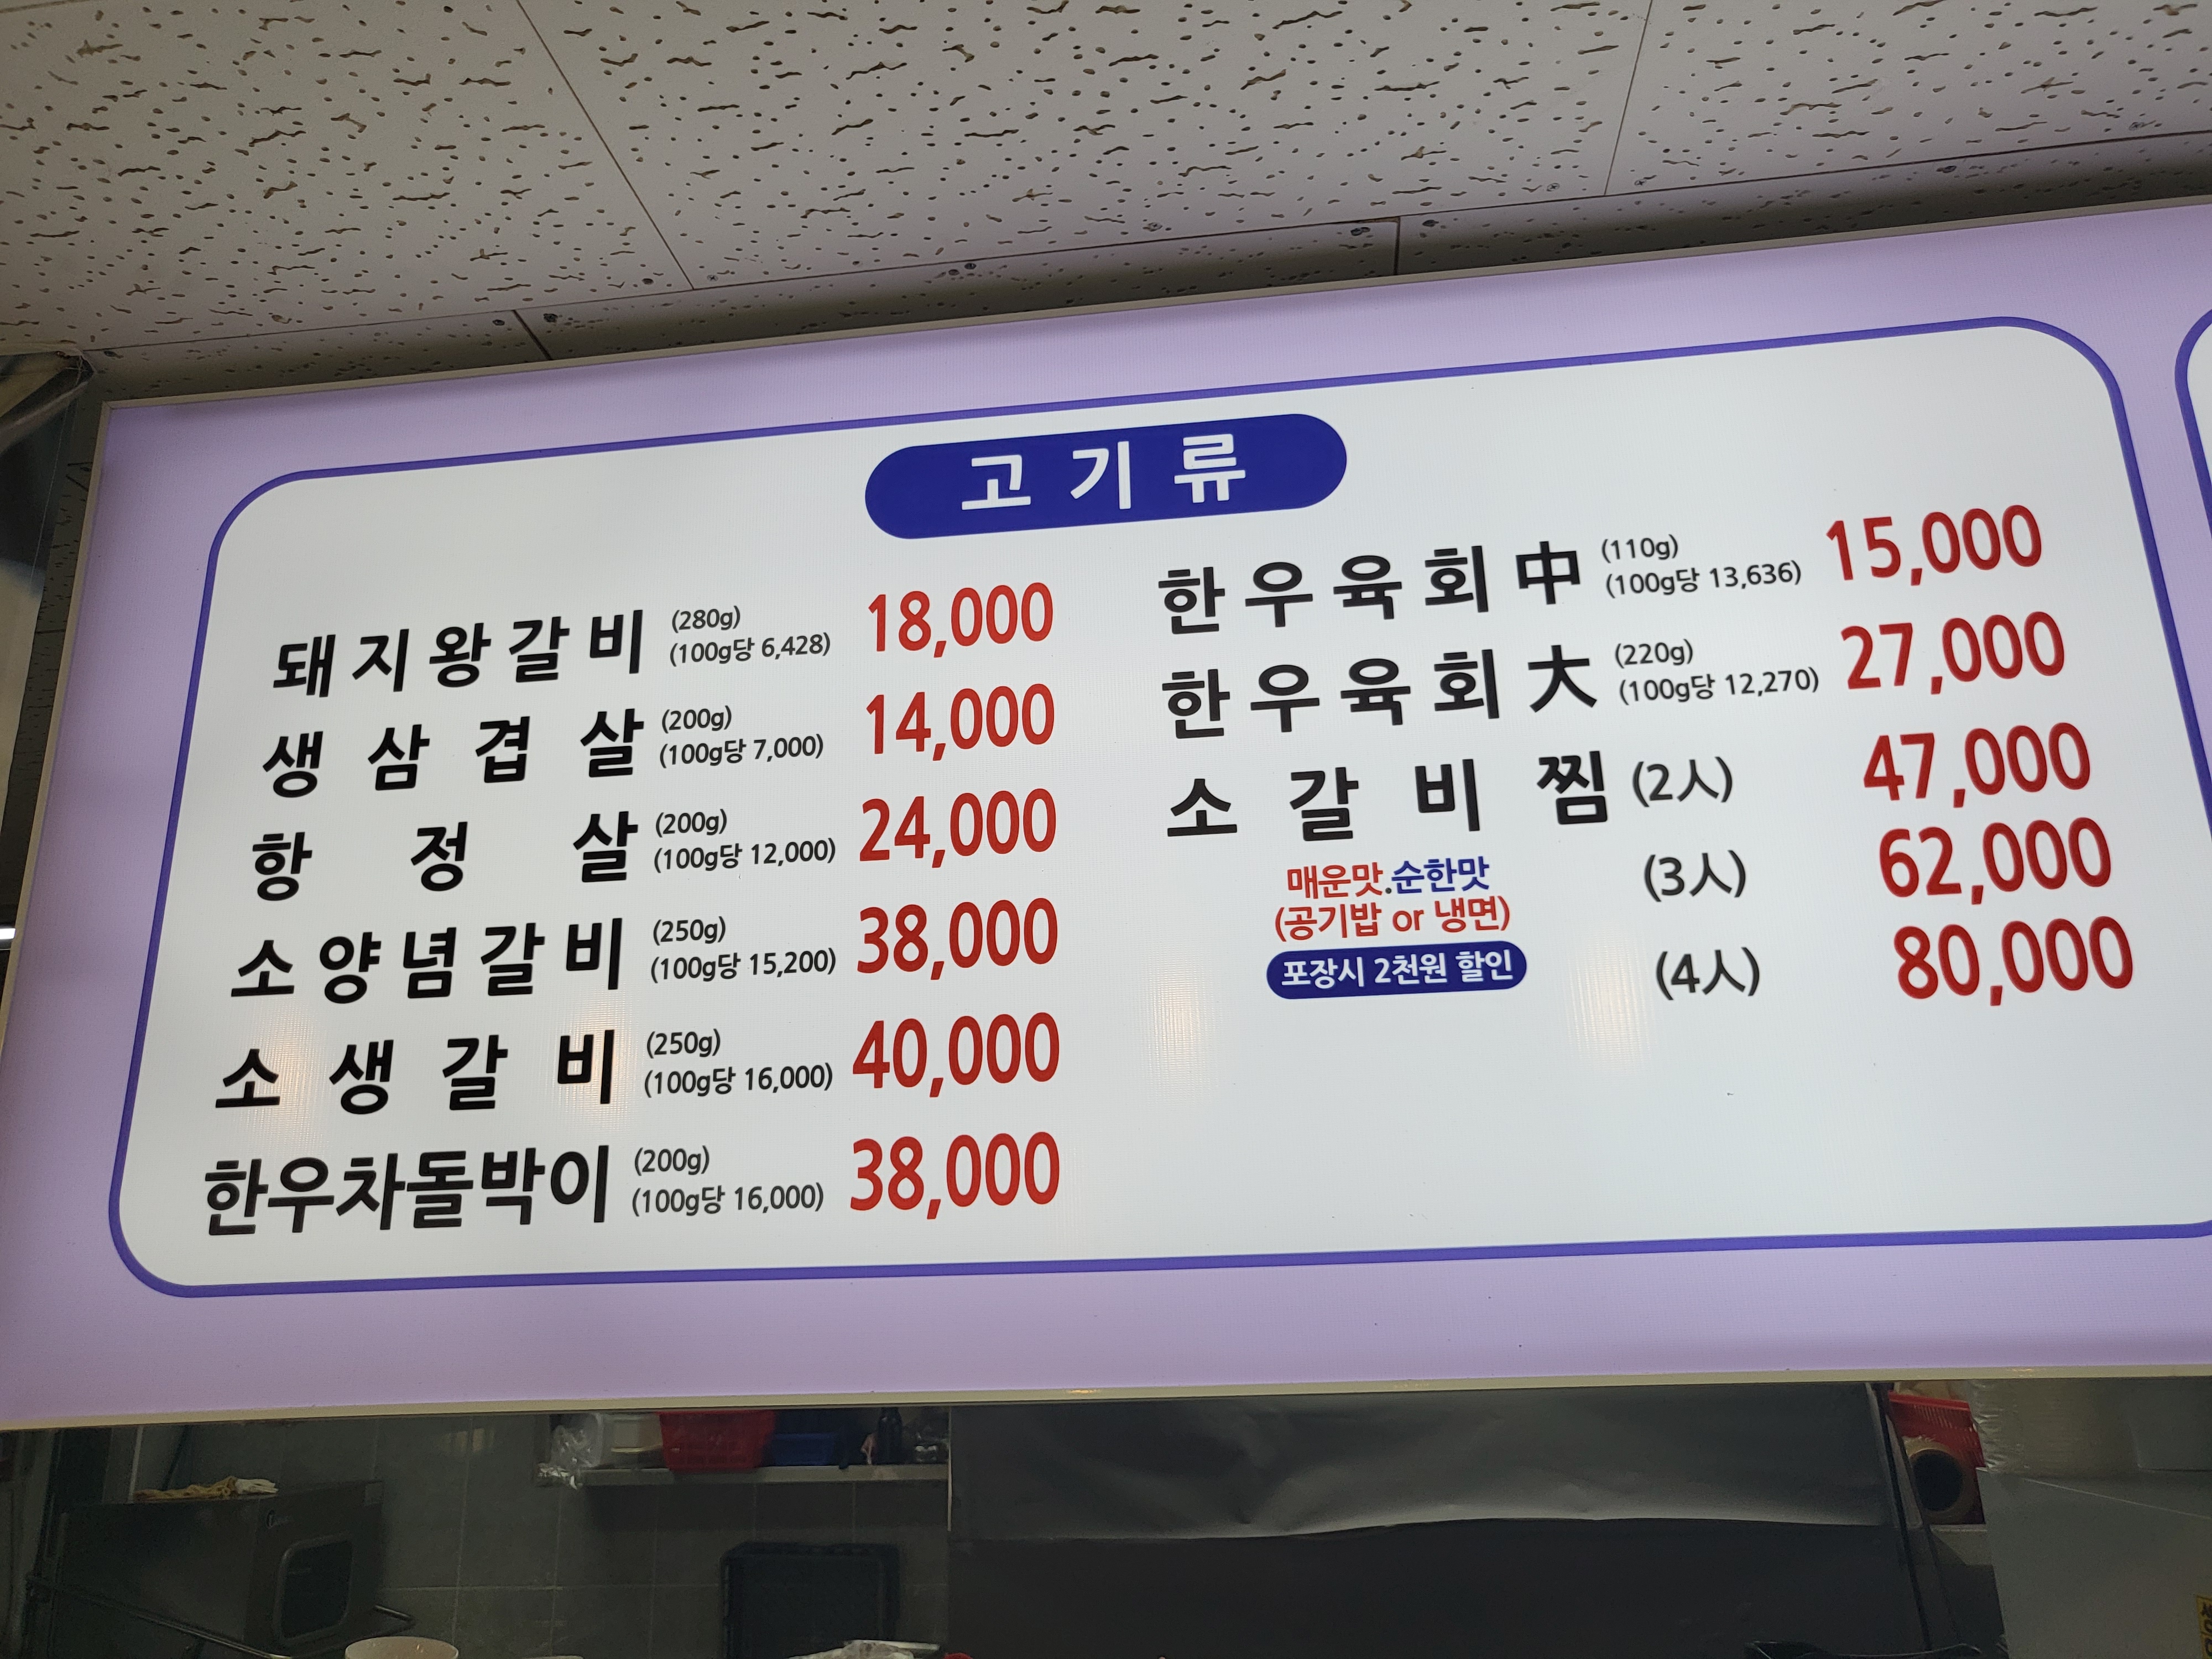 고기류
돼지왕갈비 (280g) (100g당 6,428) 18,000
생삼겹살 (200g) (100g당 7,000) 14,000
항정살 (200g) (100g당 12,000) 24,000
소양념갈비 (250g) (100g당 15,200) 38,000
소생갈비 (250g) (100g당 16,000) 40,000
한우차돌박이 (200g) (100g당 16,000) 38,000
한우육회中 (110g) (100g당 13,636) 15,000
한우육회大 (220g) (100g당 12,270) 27,000
소갈비찜 (2人) 47,000
매운맛.순한맛 (3人) 62,000
(공기밥 or 냉면)
포장시 2천원 할인 (4人) 80,000